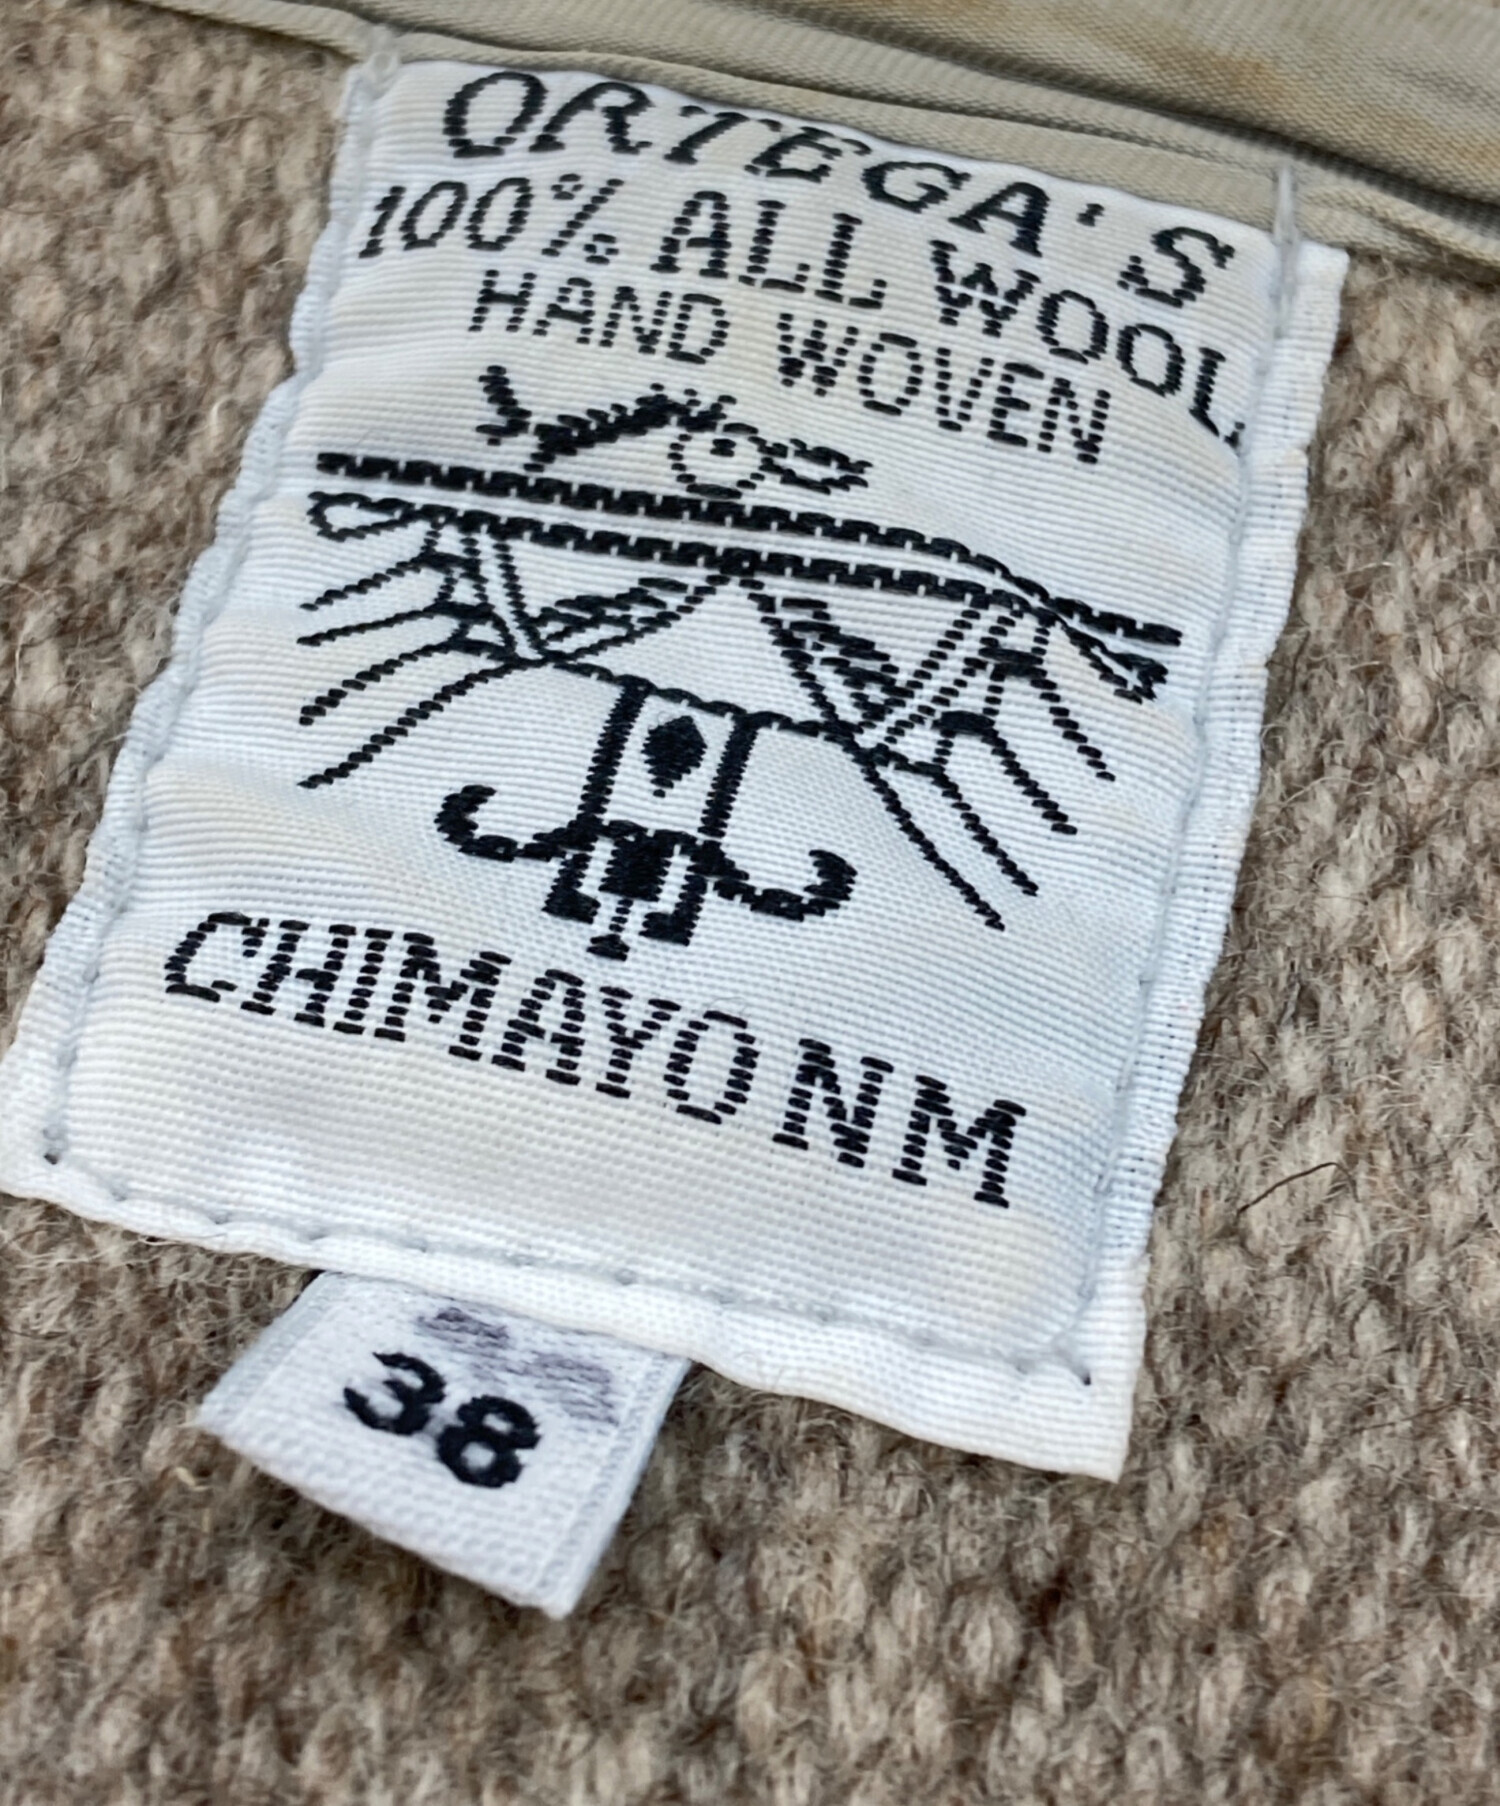 ORTEGA'S
100% ALL WOOL
HAND WOVEN
CHIMAYO NM
38